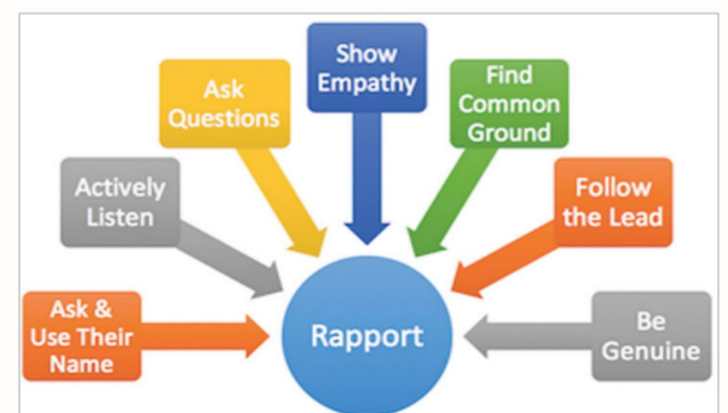 Show
Empathy
Ask
Questions
Find
Common
Ground
Actively
Listen
Follow
the Lead
Ask &
Use Their
Name
Rapport
Be
Genuine